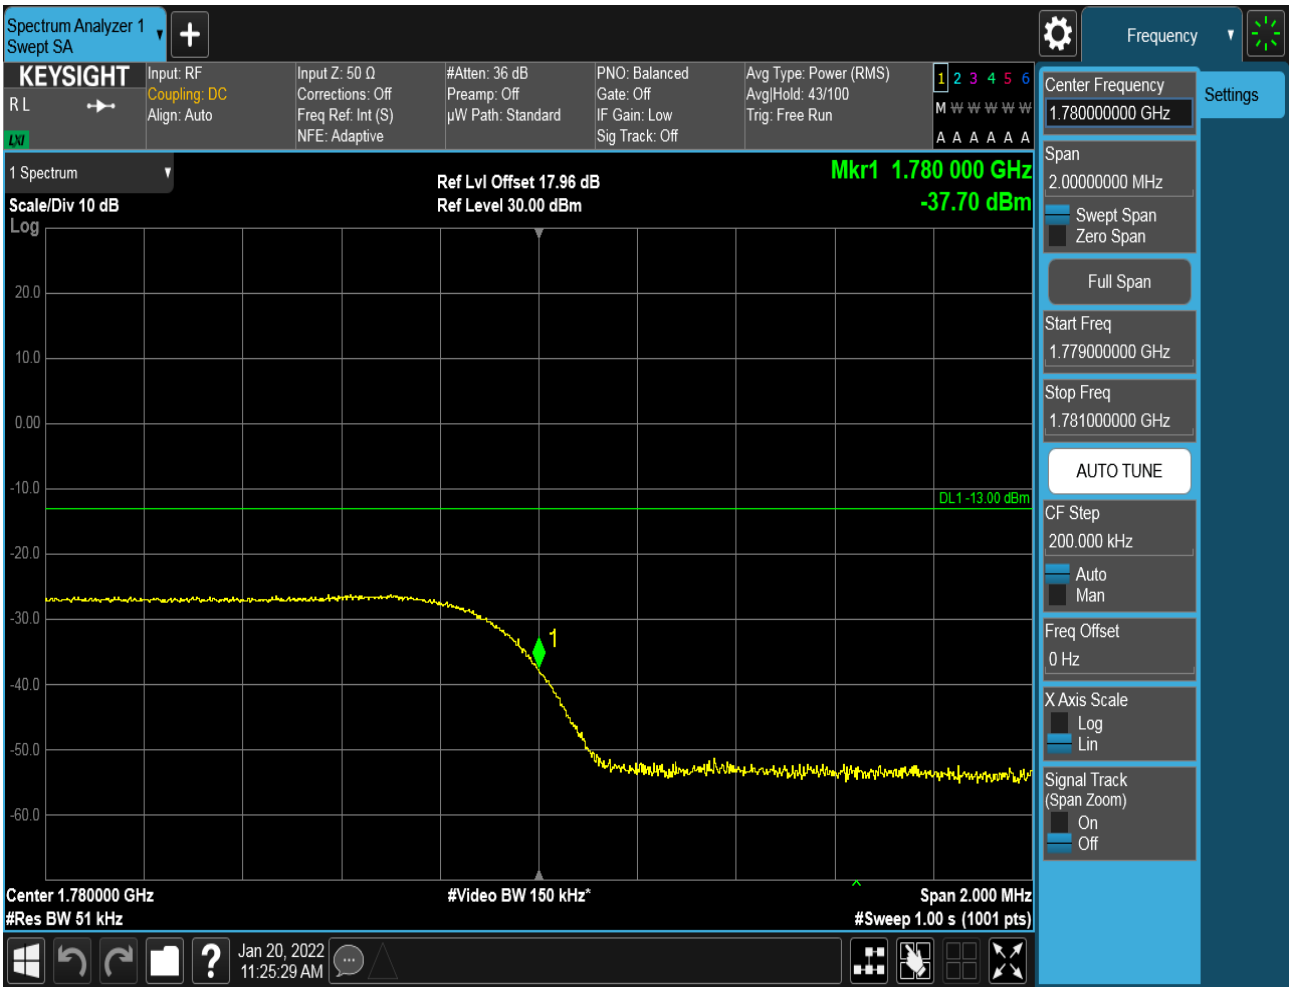 Spectrum Analyzer 1
Swept SA
Frequency
KEYSIGHT
R L
LXI
Input: RF
Coupling: DC
Align: Auto
Input Z: 50 Ω
Corrections: Off
Freq Ref: Int (S)
NFE: Adaptive
#Atten: 36 dB
Preamp: Off
µW Path: Standard
PNO: Balanced
Gate: Off
IF Gain: Low
Sig Track: Off
Avg Type: Power (RMS)
Avg|Hold: 43/100
Trig: Free Run
1 2 3 4 5 6
M W W W W W
A A A A A A
1 Spectrum
Scale/Div 10 dB
Log
Ref Lvl Offset 17.96 dB
Ref Level 30.00 dBm
Mkr1 1.780 000 GHz
-37.70 dBm
20.0
10.0
0.00
-10.0
DL1 -13.00 dBm
-20.0
-30.0
1
-40.0
-50.0
-60.0
Center 1.780000 GHz
#Video BW 150 kHz*
Span 2.000 MHz
#Res BW 51 kHz
#Sweep 1.00 s (1001 pts)
Jan 20, 2022
11:25:29 AM
Center Frequency
1.780000000 GHz
Settings
Span
2.00000000 MHz
Swept Span
Zero Span
Full Span
Start Freq
1.779000000 GHz
Stop Freq
1.781000000 GHz
AUTO TUNE
CF Step
200.000 kHz
Auto
Man
Freq Offset
0 Hz
X Axis Scale
Log
Lin
Signal Track
(Span Zoom)
On
Off